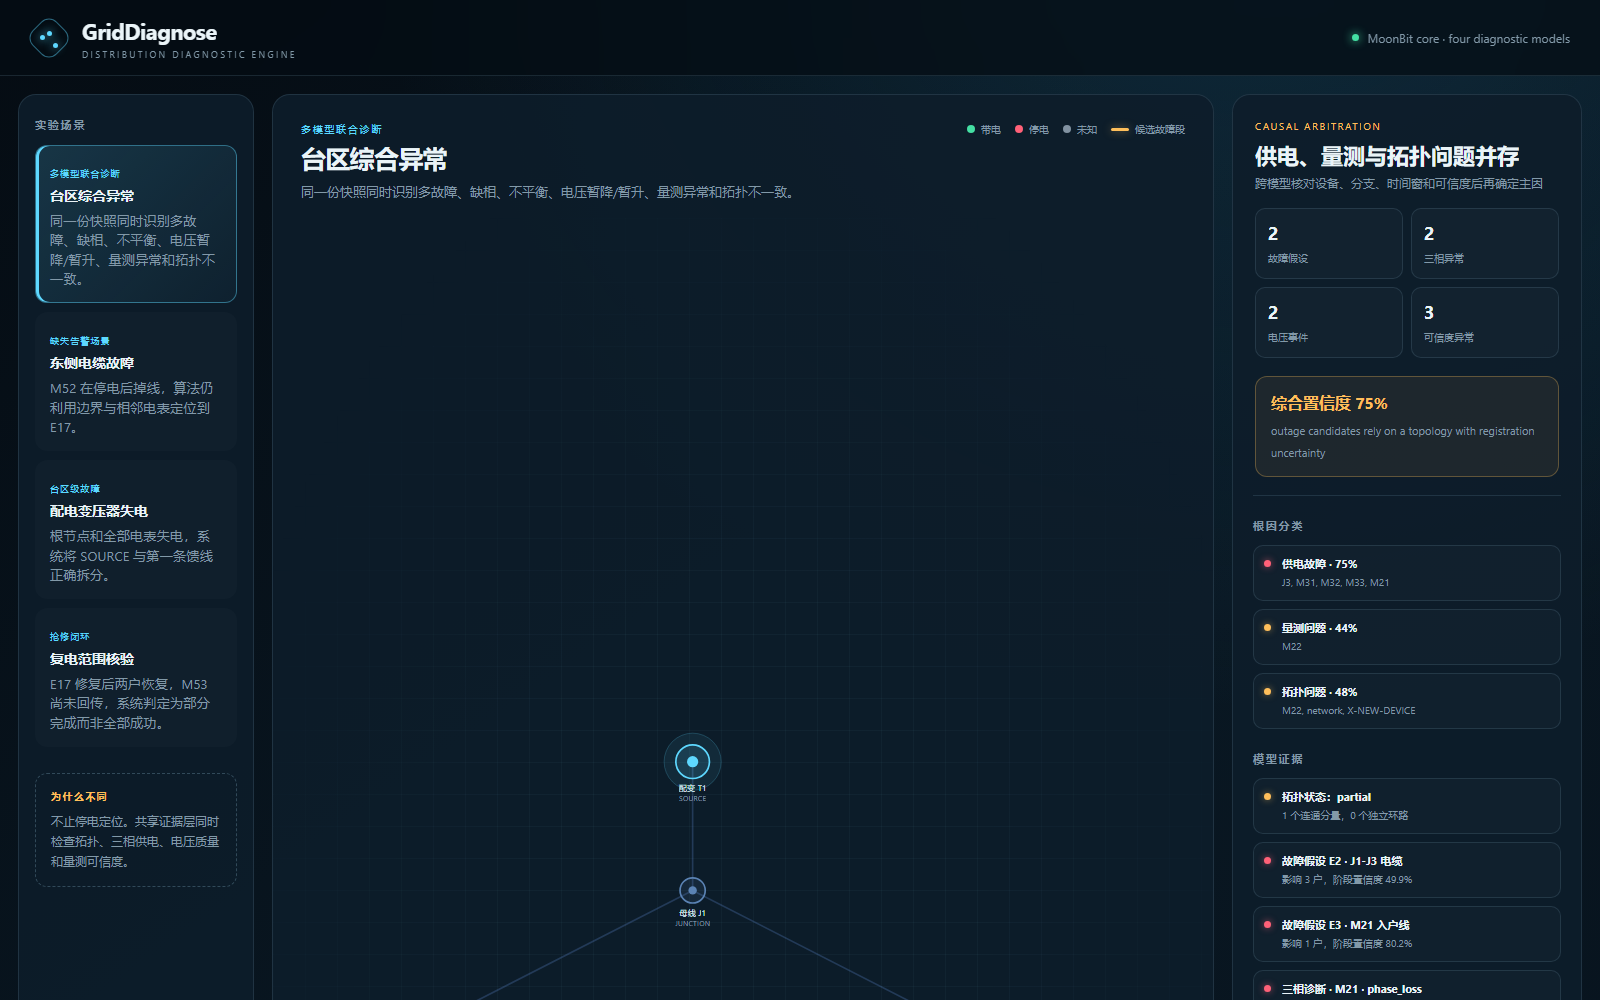 GridDiagnose
DISTRIBUTION DIAGNOSTIC ENGINE
MoonBit core · four diagnostic models
实验场景
多模型联合诊断
台区综合异常
同一份快照同时识别多故
障、缺相、不平衡、电压暂
降/暂升、量测异常和拓扑不
一致。
缺失告警场景
东侧电缆故障
M52 在停电后掉线，算法仍
利用边界与相邻电表定位到
E17。
台区级故障
配电变压器失电
根节点和全部电表失电，系
统将 SOURCE 与第一条馈线
正确拆分。
抢修闭环
复电范围核验
E17 修复后两户恢复，M53
尚未回传，系统判定为部分
完成而非全部成功。
为什么不同
不止停电定位。共享证据层同时
检查拓扑、三相供电、电压质量
和量测可信度。
多模型联合诊断
台区综合异常
同一份快照同时识别多故障、缺相、不平衡、电压暂降/暂升、量测异常和拓扑不一致。
带电
停电
未知
候选故障段
配变 T1
SOURCE
母线 J1
JUNCTION
CAUSAL ARBITRATION
供电、量测与拓扑问题并存
跨模型核对设备、分支、时间窗和可信度后再确定主因
2
故障假设
2
三相异常
2
电压事件
3
可信度异常
综合置信度 75%
outage candidates rely on a topology with registration
uncertainty
根因分类
供电故障 · 75%
J3, M31, M32, M33, M21
量测问题 · 44%
M22
拓扑问题 · 48%
M22, network, X-NEW-DEVICE
模型证据
拓扑状态：partial
1 个连通分量，0 个独立环路
故障假设 E2 · J1-J3 电缆
影响 3 户，阶段置信度 49.9%
故障假设 E3 · M21 入户线
影响 1 户，阶段置信度 80.2%
三相诊断 · M21 · phase_loss